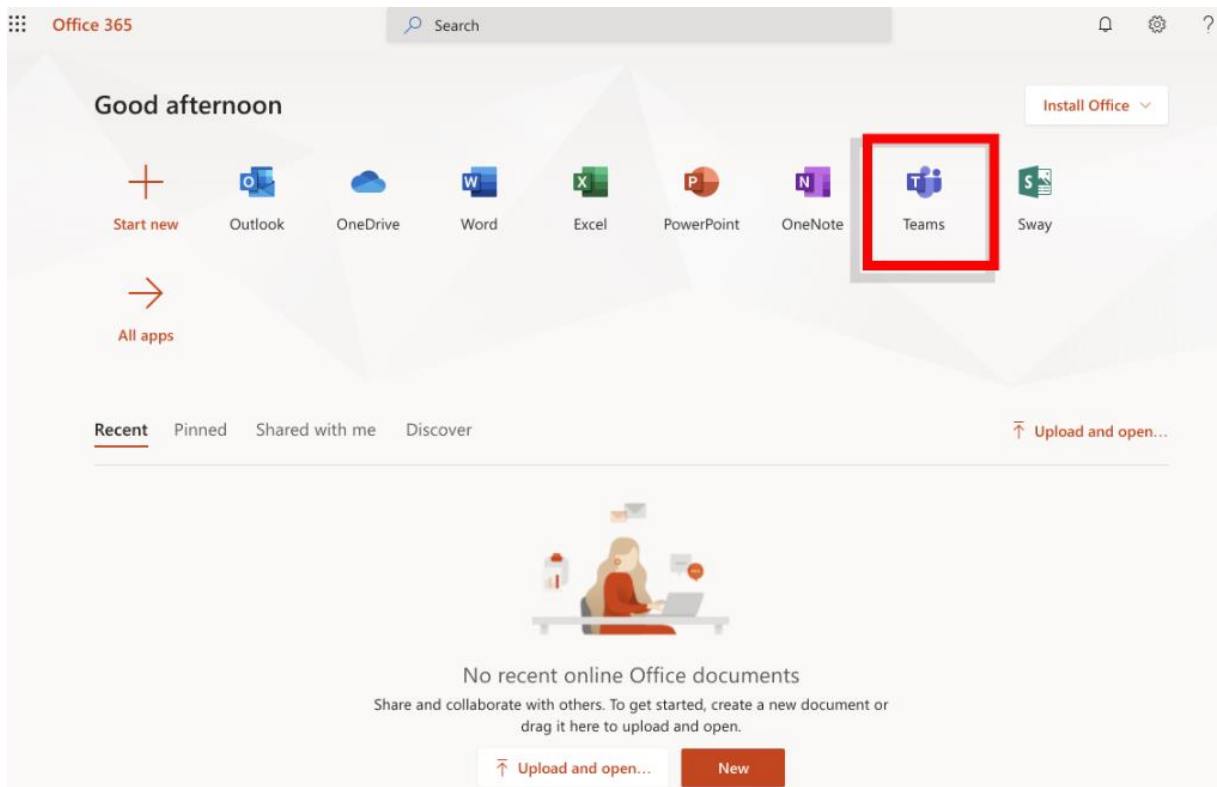 Office 365
Search
?
Good afternoon
Install Office
Start new
Outlook
OneDrive
Word
Excel
PowerPoint
OneNote
Teams
Sway
All apps
Recent Pinned Shared with me Discover
Upload and open...
No recent online Office documents
Share and collaborate with others. To get started, create a new document or
drag it here to upload and open.
Upload and open...
New